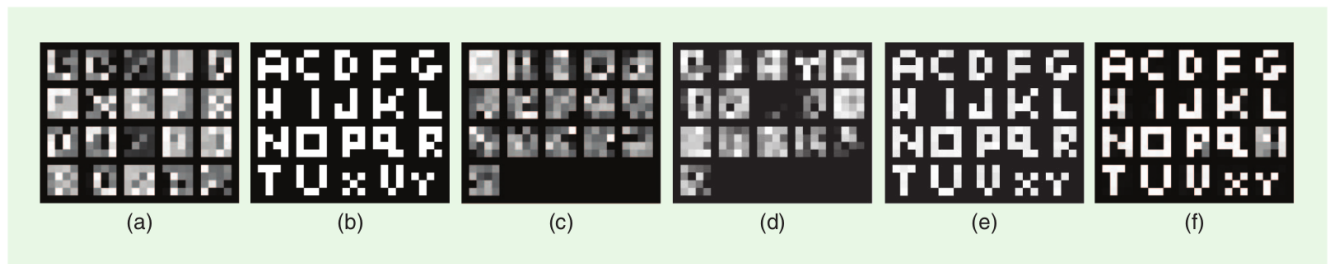 A C D F G
H I J K L
N O P Q R
T U X V Y
A C D F G
H I J K L
N O P Q R
T U V X Y
A C D F G
H I J K L
N O P Q
T U V X Y
(a) (b) (c) (d) (e) (f)